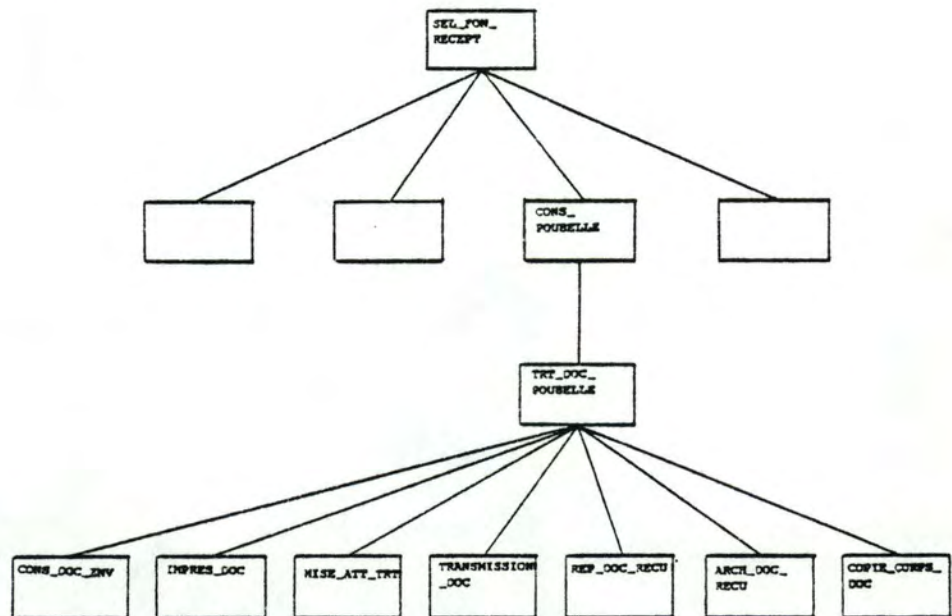 SEL_FON_
RECEPT
CONS_
POUBELLE
TRT_DOC_
POUBELLE
CONS_DOC_ENV
IMPRES_DOC
MISE_ATT_TRT
TRANSMISSION
_DOC
REP_DOC_RECU
ARCH_DOC_
RECU
COPIE_CORPS_
DOC